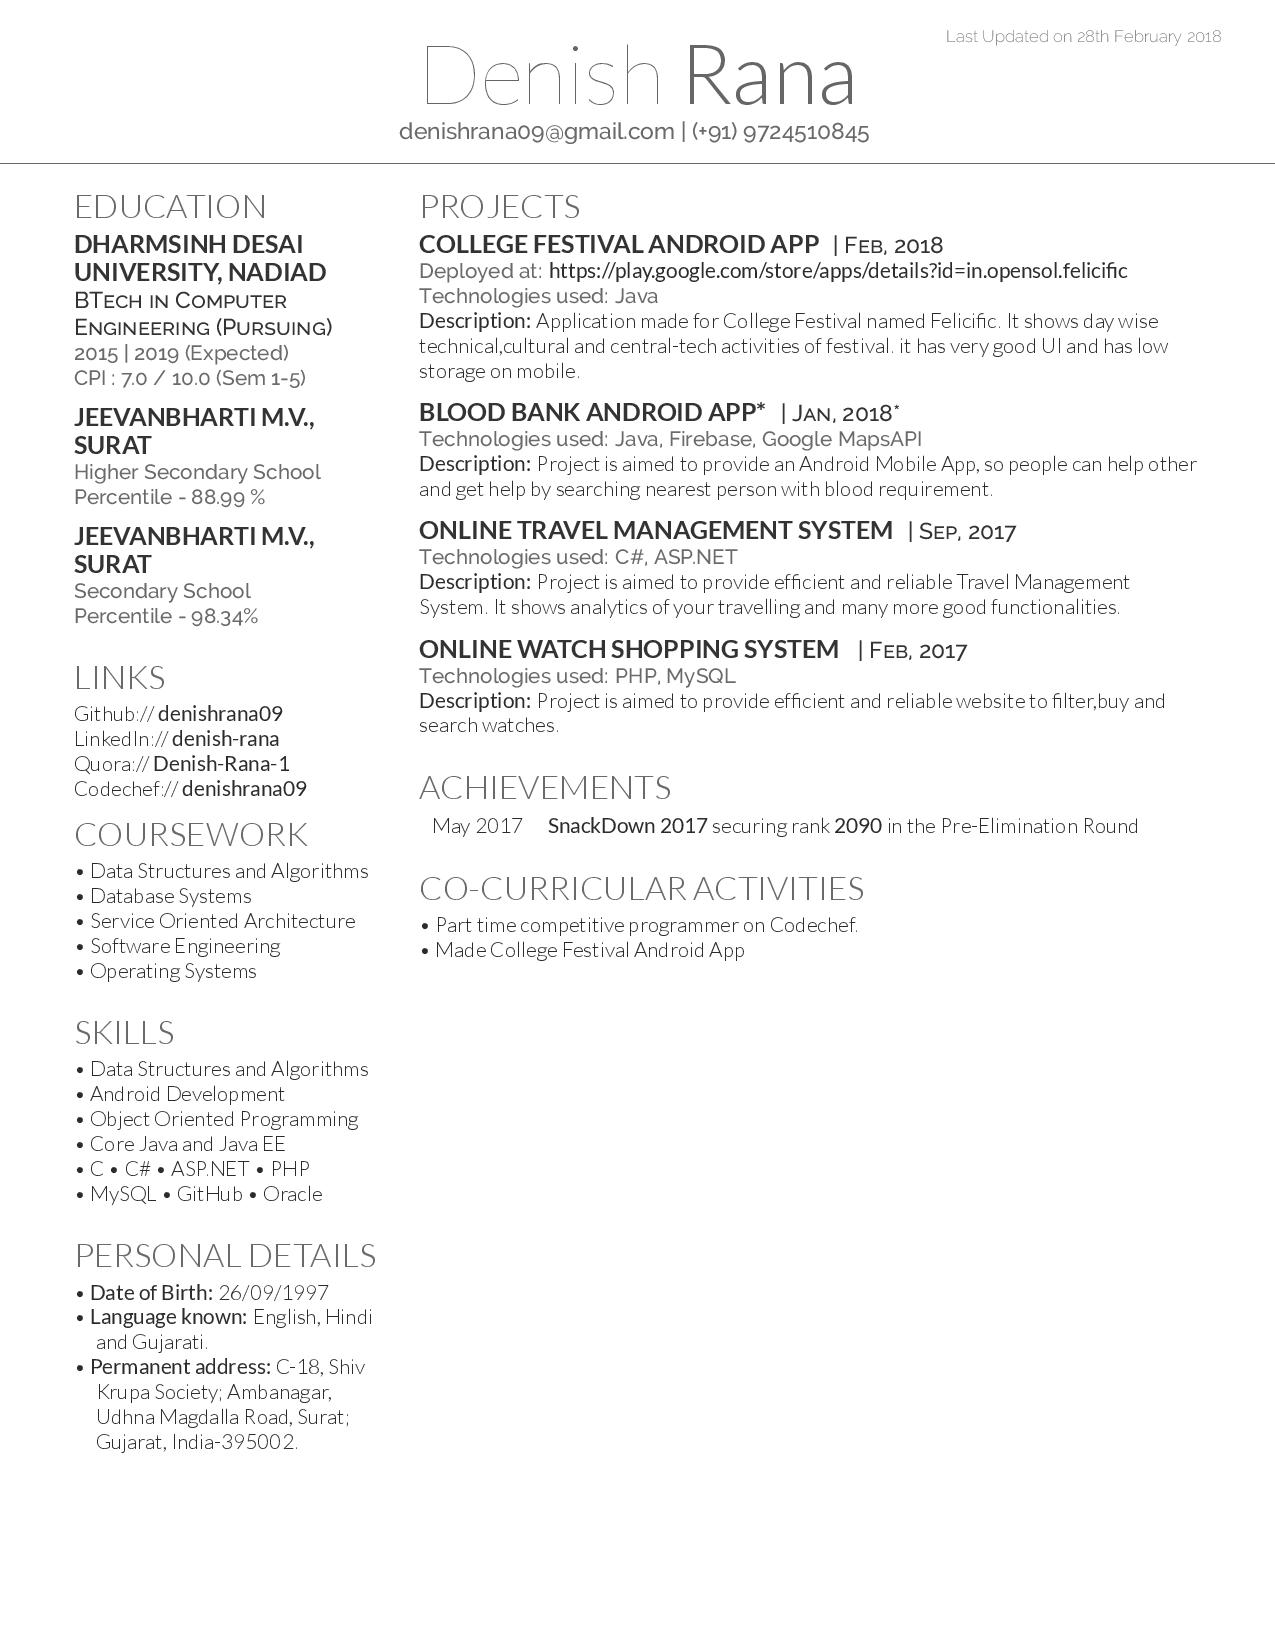 Last Updated on 28th February 2018
Denish Rana
denishrana09@gmail.com | (+91) 9724510845
EDUCATION
DHARMSINH DESAI
UNIVERSITY, NADIAD
BTech in Computer
Engineering (Pursuing)
2015 | 2019 (Expected)
CPI : 7.0 / 10.0 (Sem 1-5)
JEEVANBHARTI M.V.,
SURAT
Higher Secondary School
Percentile - 88.99 %
JEEVANBHARTI M.V.,
SURAT
Secondary School
Percentile - 98.34%
LINKS
Github:// denishrana09
LinkedIn:// denish-rana
Quora:// Denish-Rana-1
Codechef:// denishrana09
COURSEWORK
• Data Structures and Algorithms
• Database Systems
• Service Oriented Architecture
• Software Engineering
• Operating Systems
SKILLS
• Data Structures and Algorithms
• Android Development
• Object Oriented Programming
• Core Java and Java EE
• C • C# • ASP.NET • PHP
• MySQL • GitHub • Oracle
PERSONAL DETAILS
• Date of Birth: 26/09/1997
• Language known: English, Hindi
and Gujarati.
• Permanent address: C-18, Shiv
Krupa Society; Ambanagar,
Udhna Magdalla Road, Surat;
Gujarat, India-395002.
PROJECTS
COLLEGE FESTIVAL ANDROID APP | Feb, 2018
Deployed at: https://play.google.com/store/apps/details?id=in.opensol.felicific
Technologies used: Java
Description: Application made for College Festival named Felicific. It shows day wise
technical,cultural and central-tech activities of festival. it has very good UI and has low
storage on mobile.
BLOOD BANK ANDROID APP* | Jan, 2018*
Technologies used: Java, Firebase, Google MapsAPI
Description: Project is aimed to provide an Android Mobile App, so people can help other
and get help by searching nearest person with blood requirement.
ONLINE TRAVEL MANAGEMENT SYSTEM | Sep, 2017
Technologies used: C#, ASP.NET
Description: Project is aimed to provide efficient and reliable Travel Management
System. It shows analytics of your travelling and many more good functionalities.
ONLINE WATCH SHOPPING SYSTEM | Feb, 2017
Technologies used: PHP, MySQL
Description: Project is aimed to provide efficient and reliable website to filter,buy and
search watches.
ACHIEVEMENTS
May 2017 SnackDown 2017 securing rank 2090 in the Pre-Elimination Round
CO-CURRICULAR ACTIVITIES
• Part time competitive programmer on Codechef.
• Made College Festival Android App